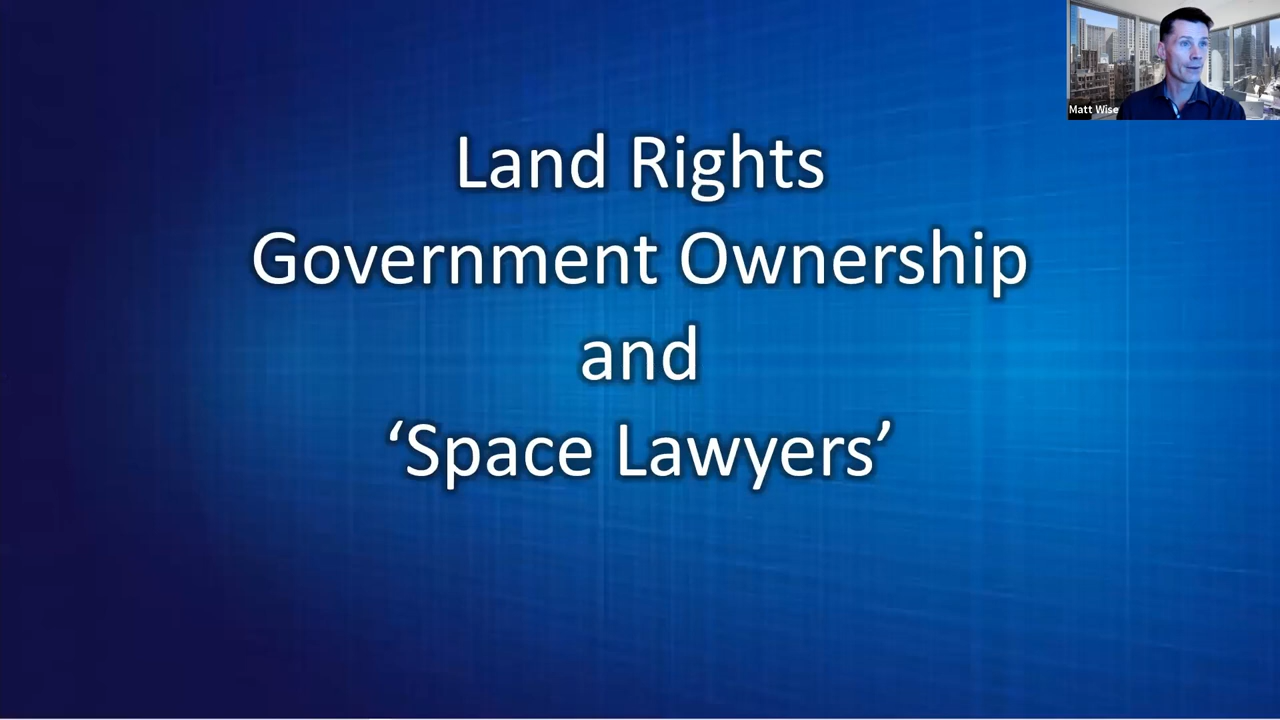 Matt Wise
Land Rights
Government Ownership
and
‘Space Lawyers’